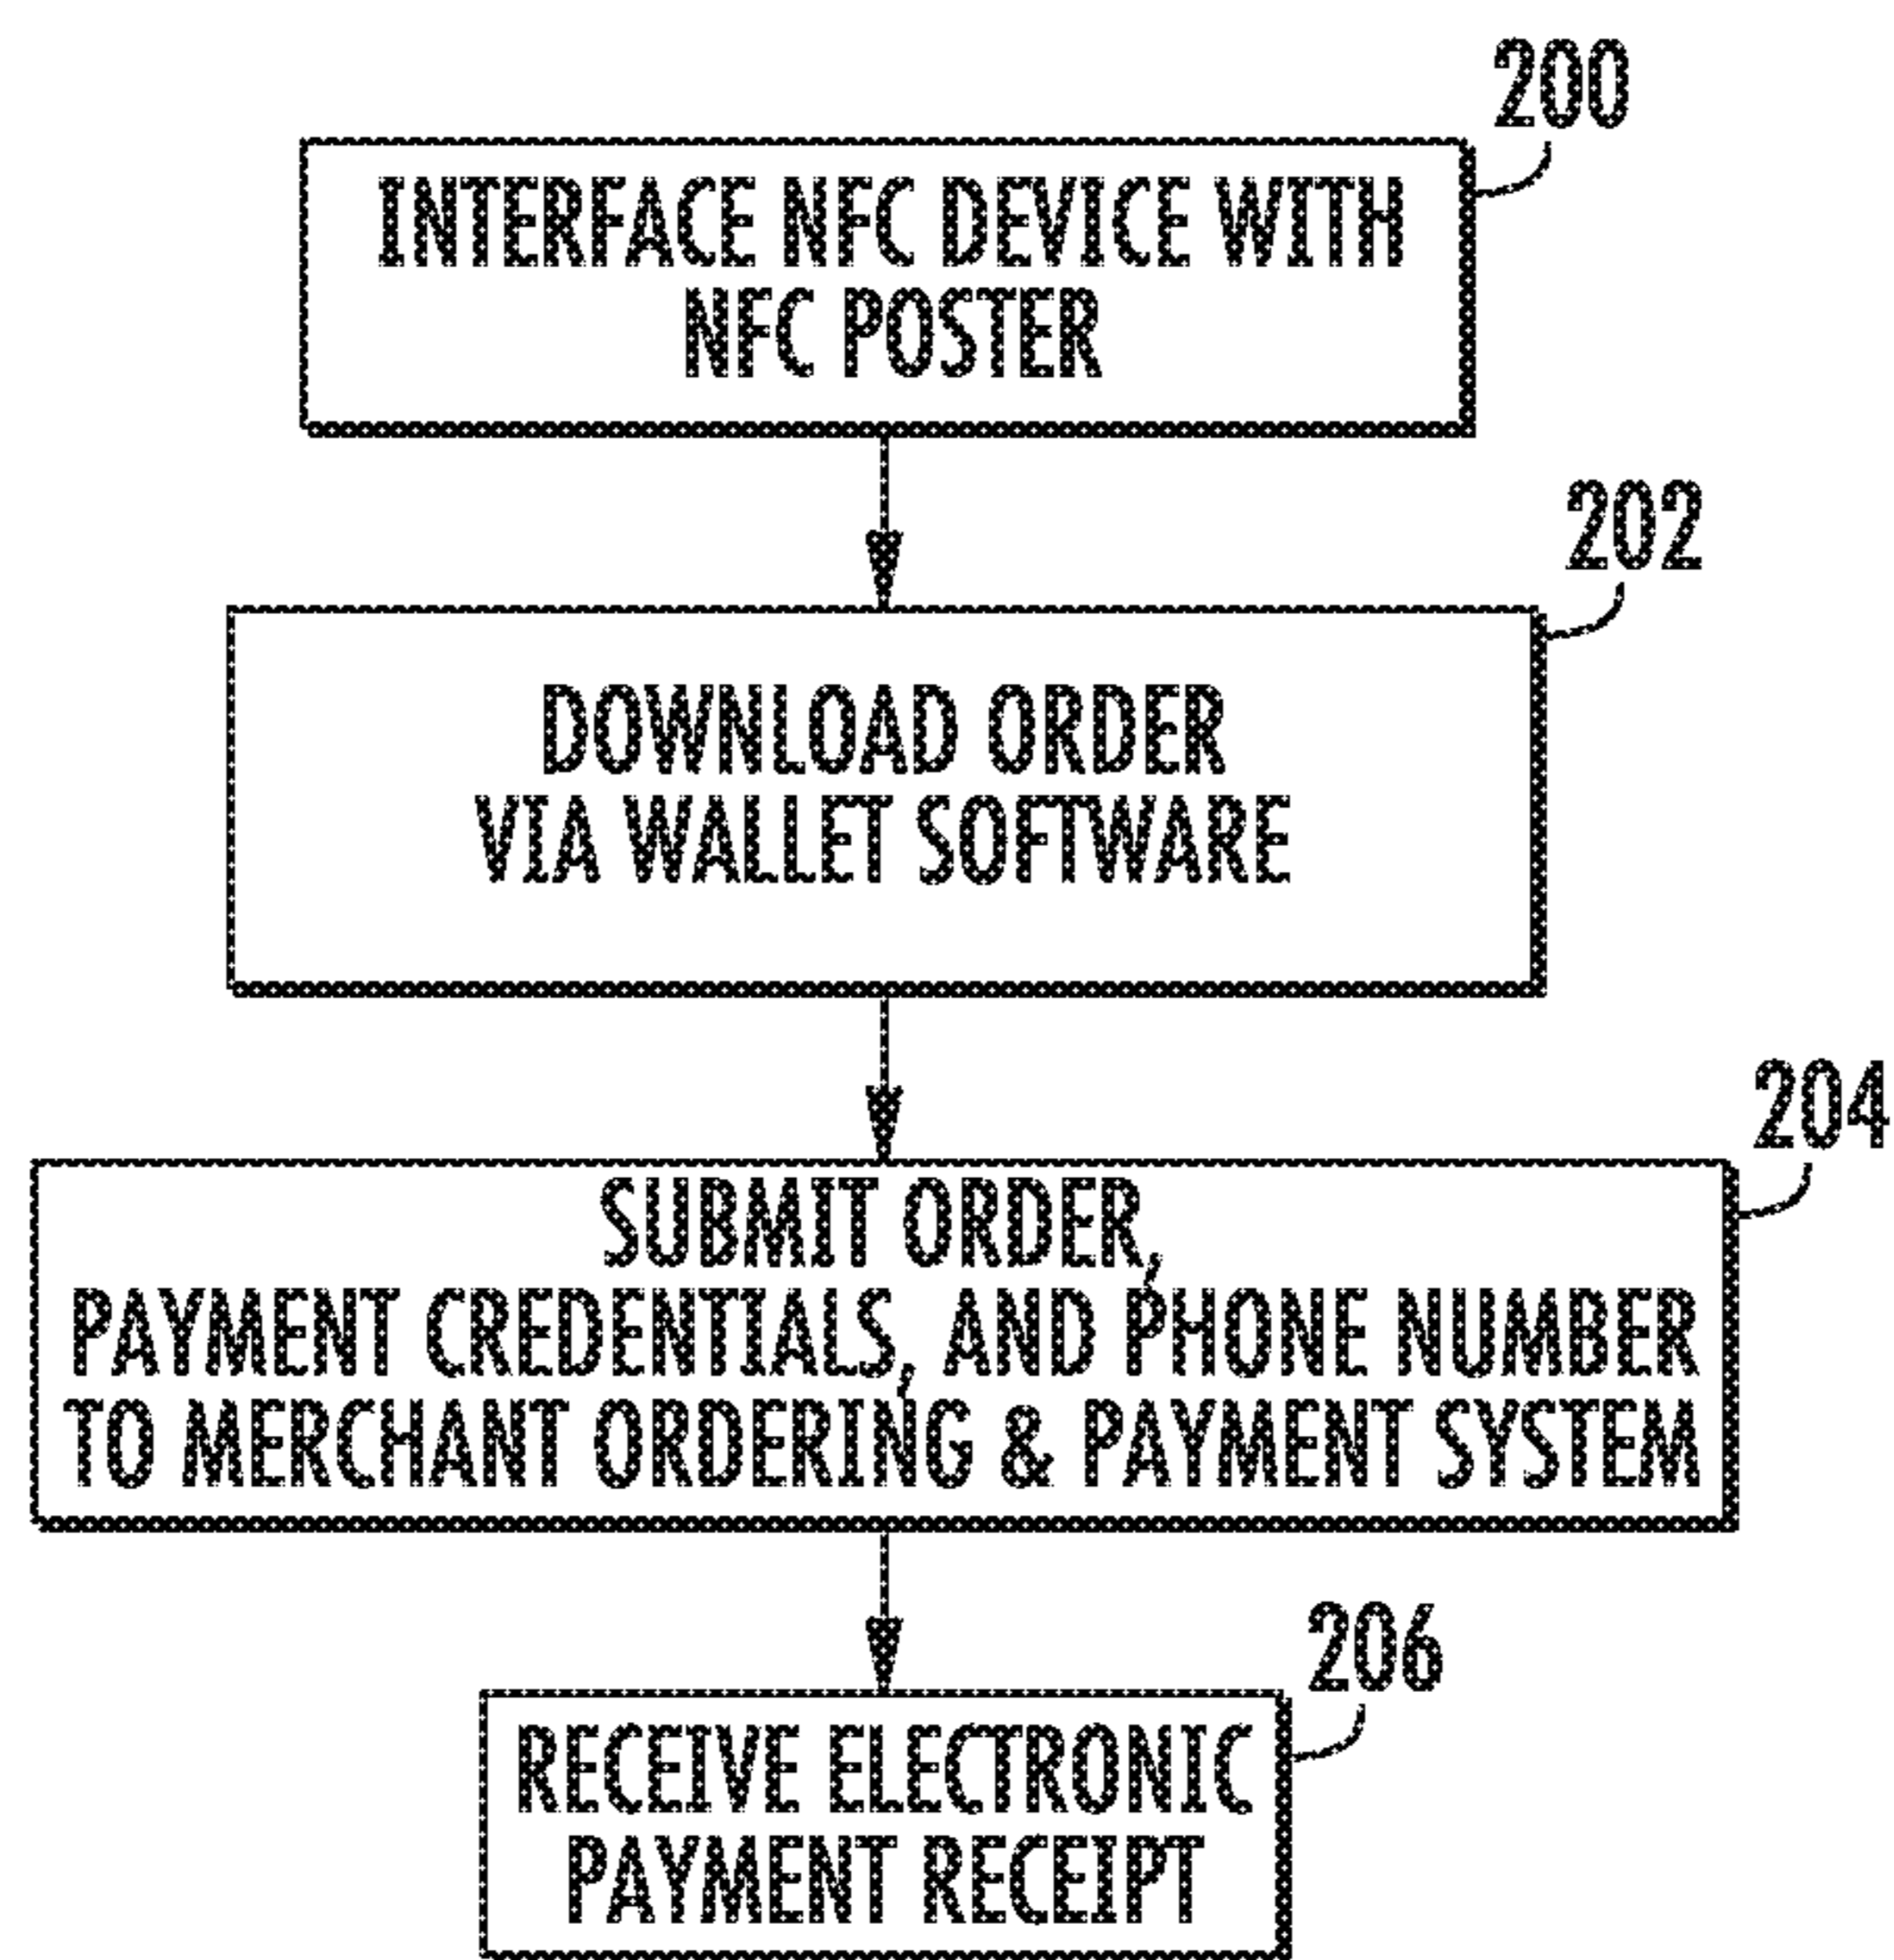 200
INTERFACE NFC DEVICE WITH
NFC POSTER
202
DOWNLOAD ORDER
VIA WALLET SOFTWARE
204
SUBMIT ORDER,
PAYMENT CREDENTIALS, AND PHONE NUMBER
TO MERCHANT ORDERING & PAYMENT SYSTEM
206
RECEIVE ELECTRONIC
PAYMENT RECEIPT